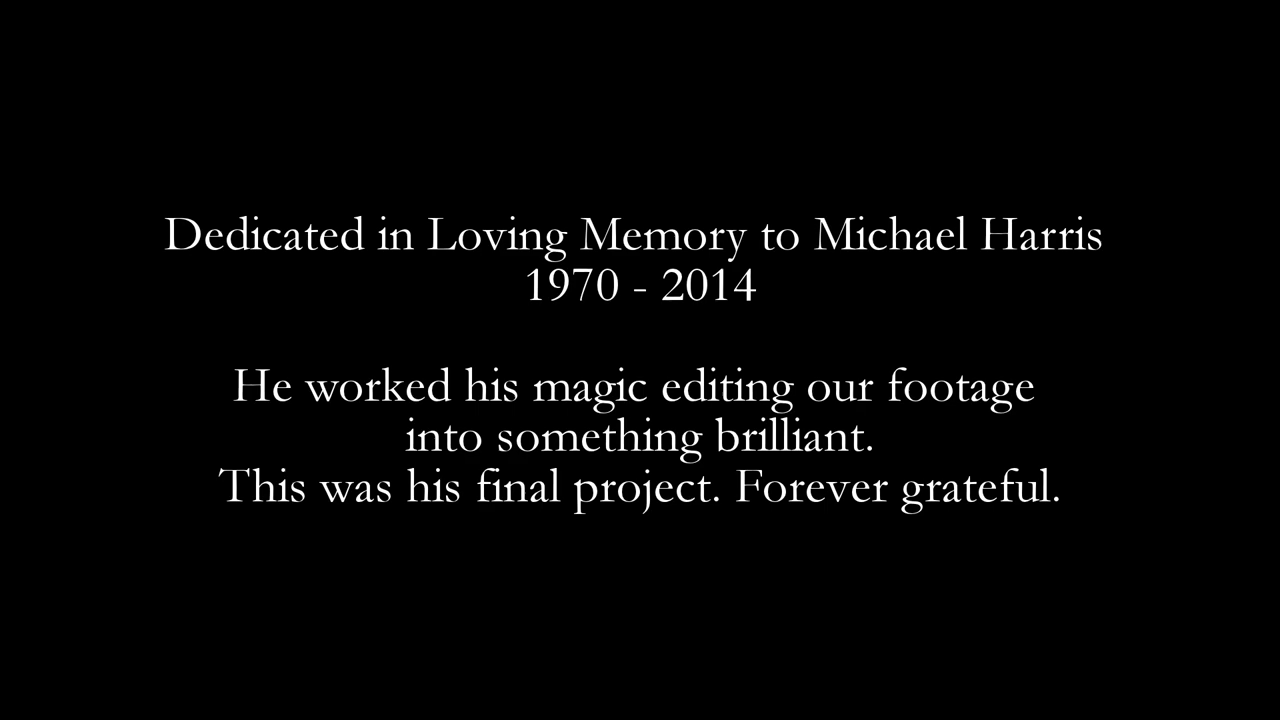 Dedicated in Loving Memory to Michael Harris
1970 - 2014
He worked his magic editing our footage
into something brilliant.
This was his final project. Forever grateful.